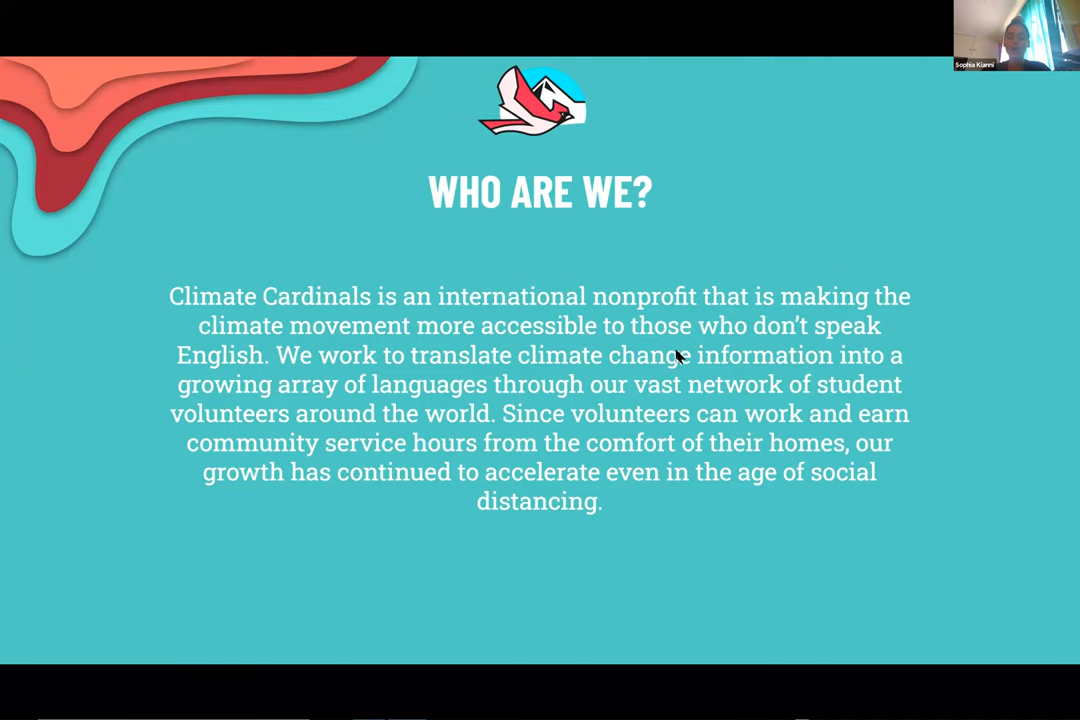 Sophia Kianni
WHO ARE WE?
Climate Cardinals is an international nonprofit that is making the
climate movement more accessible to those who don’t speak
English. We work to translate climate change information into a
growing array of languages through our vast network of student
volunteers around the world. Since volunteers can work and earn
community service hours from the comfort of their homes, our
growth has continued to accelerate even in the age of social
distancing.